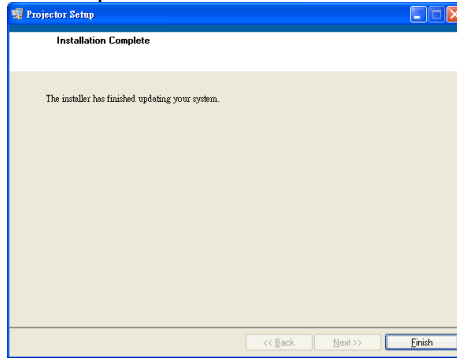 Projector Setup
Installation Complete
The installer has finished updating your system.
<< Back Next >> Finish